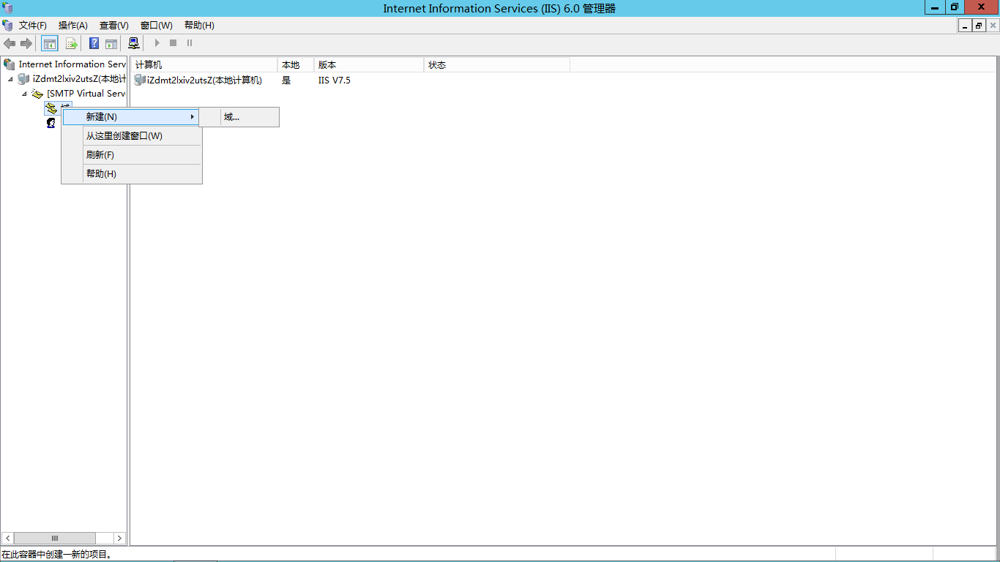 Internet Information Services (IIS) 6.0 管理器
文件(F) 操作(A) 查看(V) 窗口(W) 帮助(H)
Internet Information Serv
iZdmt2lxiv2utsZ(本地计
[SMTP Virtual Serv
计算机 本地 版本 状态
iZdmt2lxiv2utsZ(本地计算机) 是 IIS V7.5
新建(N)
域...
从这里创建窗口(W)
刷新(F)
帮助(H)
在此容器中创建一新的项目。